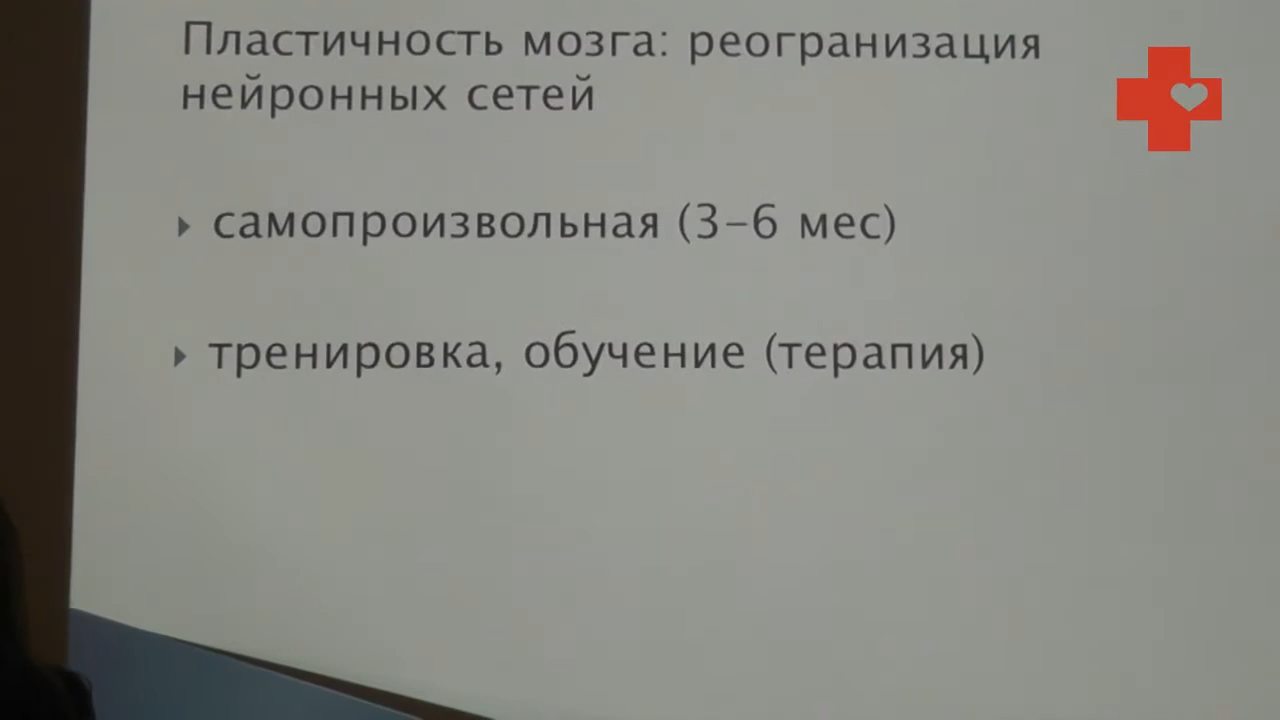 Пластичность мозга: реогранизация
нейронных сетей
самопроизвольная (3-6 мес)
тренировка, обучение (терапия)